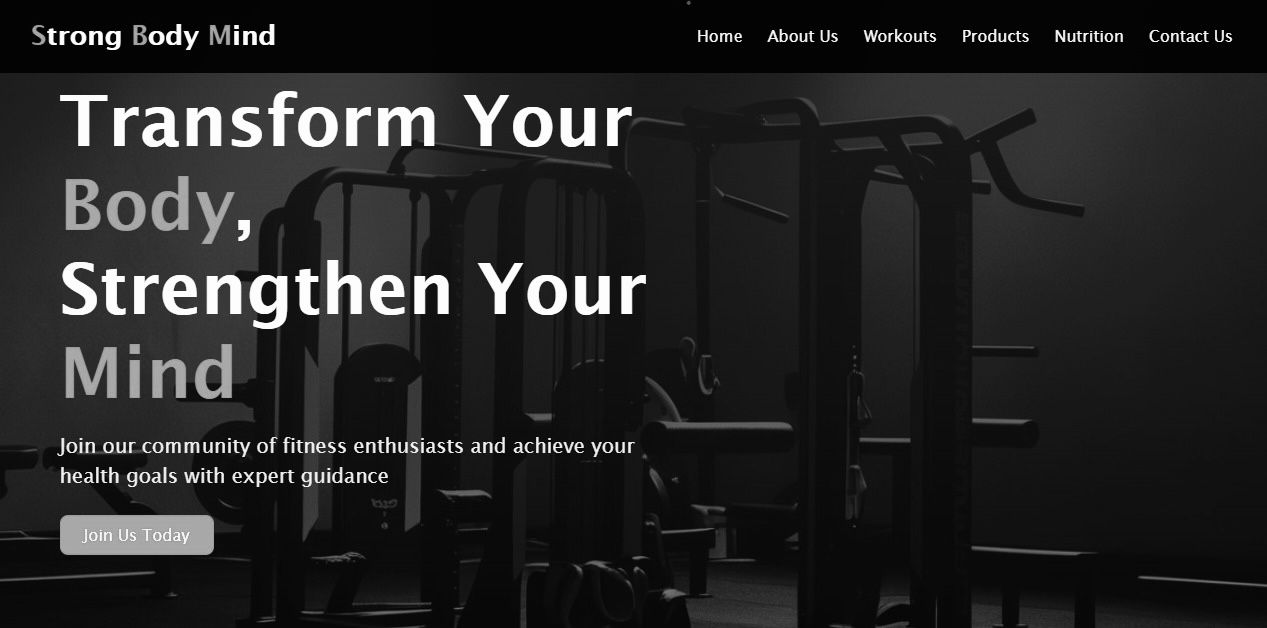 Strong Body Mind
Home About Us Workouts Products Nutrition Contact Us
Transform Your
Body,
Strengthen Your
Mind
Join our community of fitness enthusiasts and achieve your
health goals with expert guidance
Join Us Today